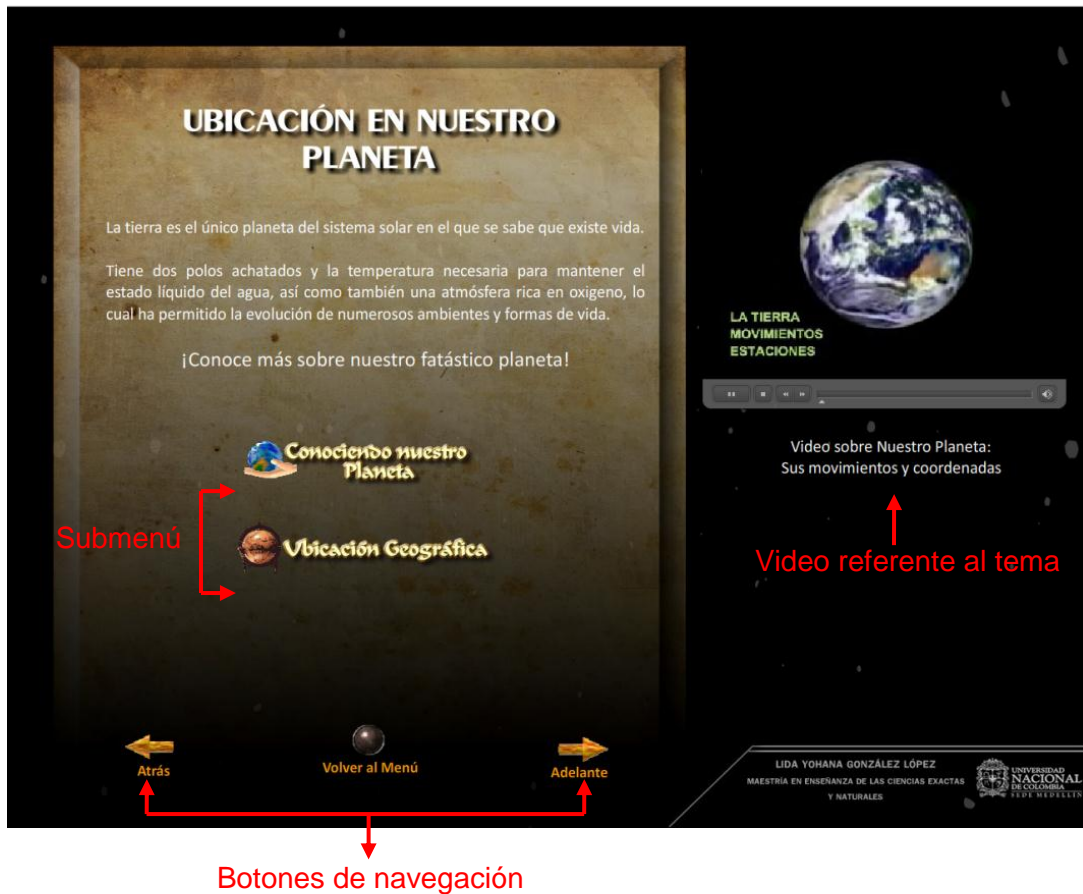 UBICACIÓN EN NUESTRO
PLANETA
La tierra es el único planeta del sistema solar en el que se sabe que existe vida.
Tiene dos polos achatados y la temperatura necesaria para mantener el
estado líquido del agua, así como también una atmósfera rica en oxigeno, lo
cual ha permitido la evolución de numerosos ambientes y formas de vida.
¡Conoce más sobre nuestro fatástico planeta!
Conociendo nuestro
Planeta
Submenú
Ubicación Geográfica
Atrás
Volver al Menú
Adelante
LA TIERRA
MOVIMIENTOS
ESTACIONES
Video sobre Nuestro Planeta:
Sus movimientos y coordenadas
Video referente al tema
LIDA YOHANA GONZÁLEZ LÓPEZ
MAESTRÍA EN ENSEÑANZA DE LAS CIENCIAS EXACTAS
Y NATURALES
UNIVERSIDAD
NACIONAL
DE COLOMBIA
SEDE MEDELLÍN
Botones de navegación